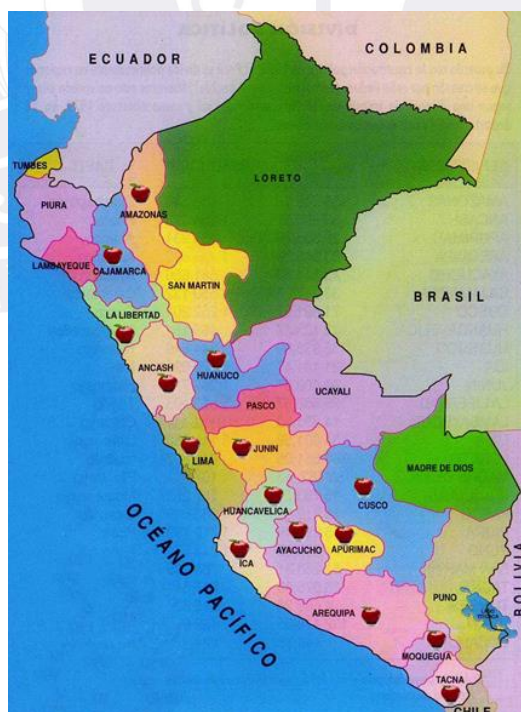 COLOMBIA
ECUADOR
TUMBES
LORETO
PIURA
AMAZONAS
LAMBAYEQUE
CAJAMARCA
SAN MARTIN
BRASIL
LA LIBERTAD
ANCASH
HUANUCO
UCAYALI
PASCO
JUNIN
LIMA
MADRE DE DIOS
CUSCO
HUANCAVELICA
OCÉANO PACÍFICO
AYACUCHO
APURIMAC
ICA
BOLIVIA
PUNO
AREQUIPA
MOQUEGUA
TACNA
CHILE